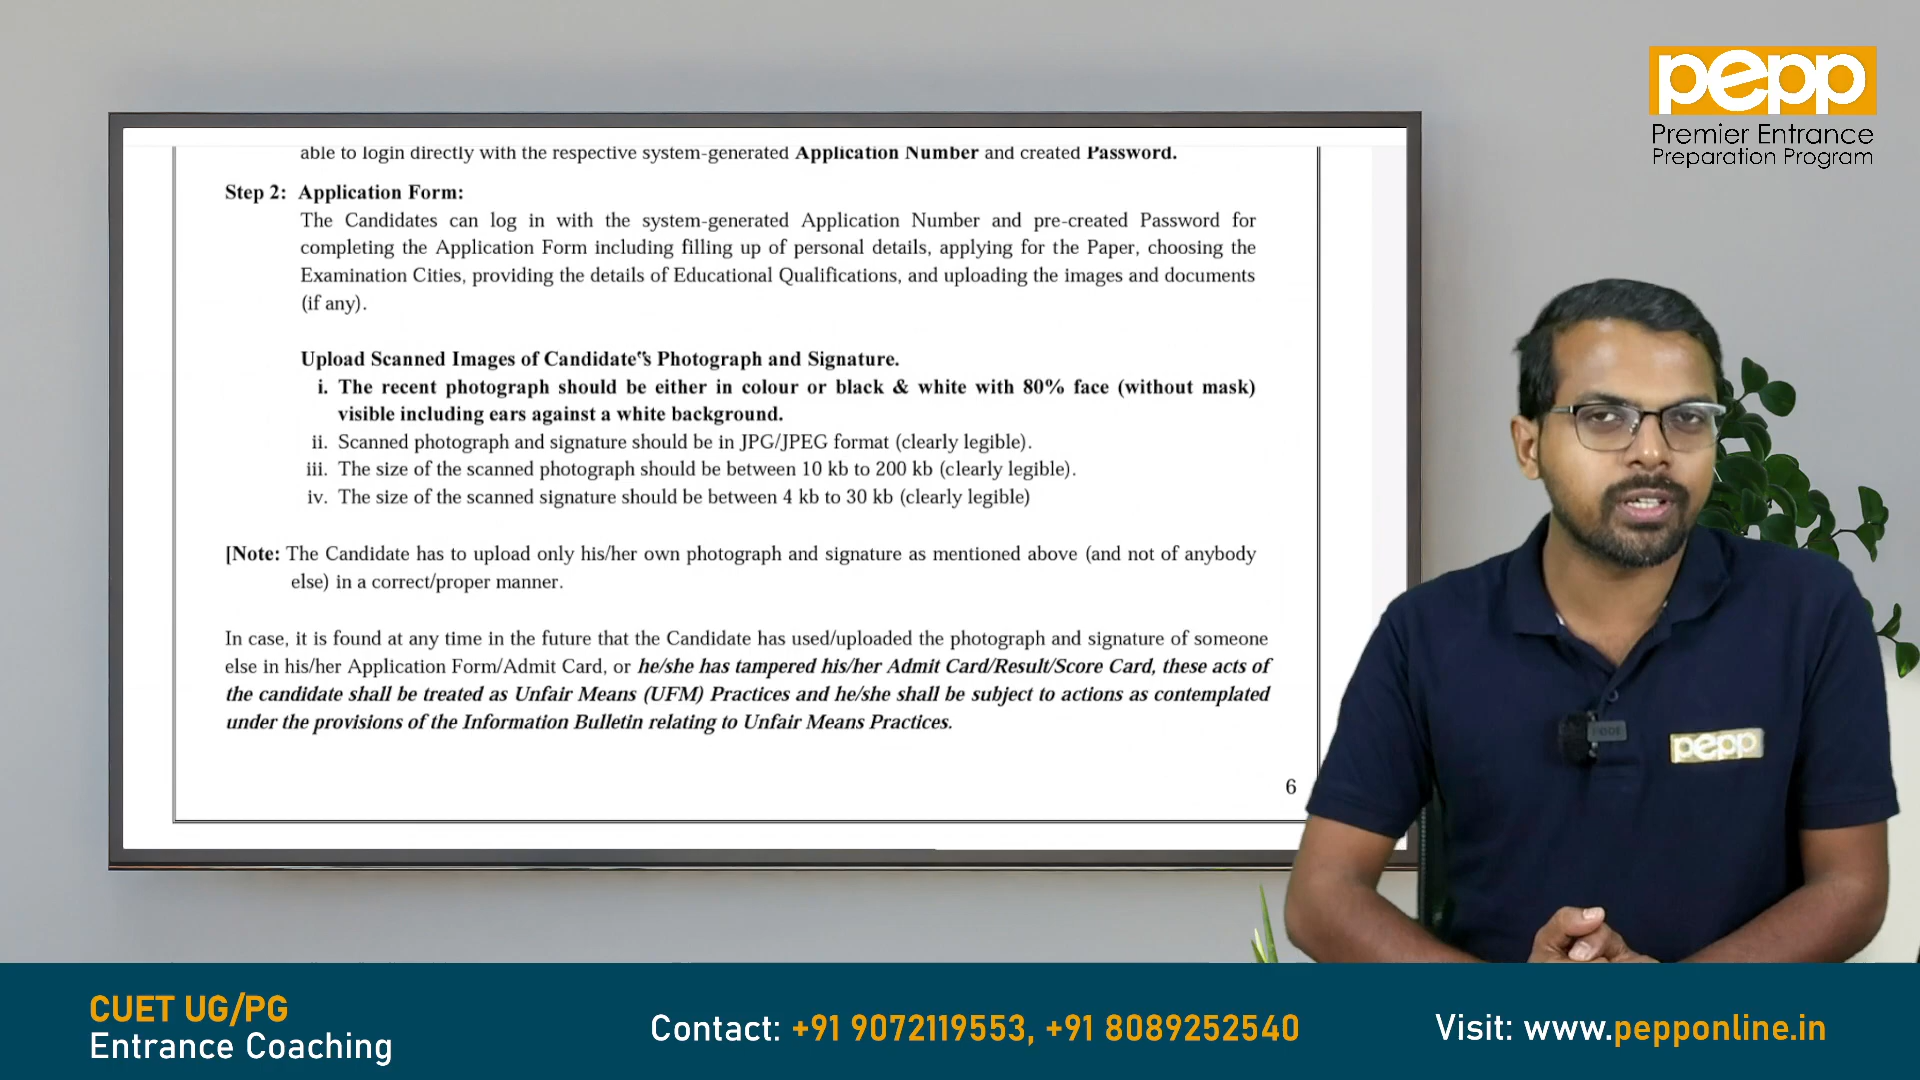 pepp
Premier Entrance
Preparation Program
able to login directly with the respective system-generated Application Number and created Password.
Step 2: Application Form:
The Candidates can log in with the system-generated Application Number and pre-created Password for
completing the Application Form including filling up of personal details, applying for the Paper, choosing the
Examination Cities, providing the details of Educational Qualifications, and uploading the images and documents
(if any).
Upload Scanned Images of Candidate‟s Photograph and Signature.
i. The recent photograph should be either in colour or black & white with 80% face (without mask)
visible including ears against a white background.
ii. Scanned photograph and signature should be in JPG/JPEG format (clearly legible).
iii. The size of the scanned photograph should be between 10 kb to 200 kb (clearly legible).
iv. The size of the scanned signature should be between 4 kb to 30 kb (clearly legible)
[Note: The Candidate has to upload only his/her own photograph and signature as mentioned above (and not of anybody
else) in a correct/proper manner.
In case, it is found at any time in the future that the Candidate has used/uploaded the photograph and signature of someone
else in his/her Application Form/Admit Card, or he/she has tampered his/her Admit Card/Result/Score Card, these acts of
the candidate shall be treated as Unfair Means (UFM) Practices and he/she shall be subject to actions as contemplated
under the provisions of the Information Bulletin relating to Unfair Means Practices.
6
pepp
CUET UG/PG
Entrance Coaching
Contact: +91 9072119553, +91 8089252540
Visit: www.pepponline.in